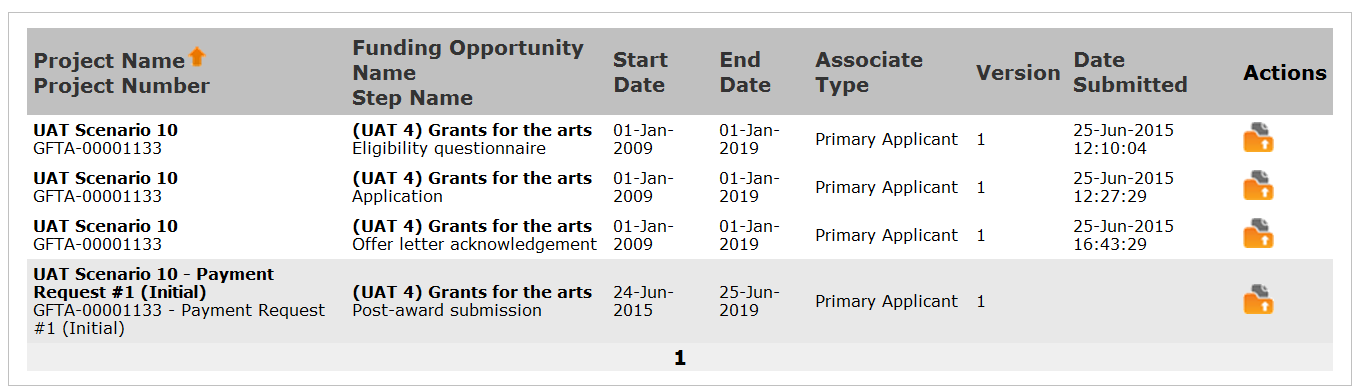 Project Name
Project Number
Funding Opportunity
Name
Step Name
Start
Date
End
Date
Associate
Type
Version
Date
Submitted
Actions
UAT Scenario 10
GFTA-00001133
(UAT 4) Grants for the arts
Eligibility questionnaire
01-Jan-
2009
01-Jan-
2019
Primary Applicant
1
25-Jun-2015
12:10:04
UAT Scenario 10
GFTA-00001133
(UAT 4) Grants for the arts
Application
01-Jan-
2009
01-Jan-
2019
Primary Applicant
1
25-Jun-2015
12:27:29
UAT Scenario 10
GFTA-00001133
(UAT 4) Grants for the arts
Offer letter acknowledgement
01-Jan-
2009
01-Jan-
2019
Primary Applicant
1
25-Jun-2015
16:43:29
UAT Scenario 10 - Payment
Request #1 (Initial)
GFTA-00001133 - Payment Request
#1 (Initial)
(UAT 4) Grants for the arts
Post-award submission
24-Jun-
2015
25-Jun-
2019
Primary Applicant
1
1